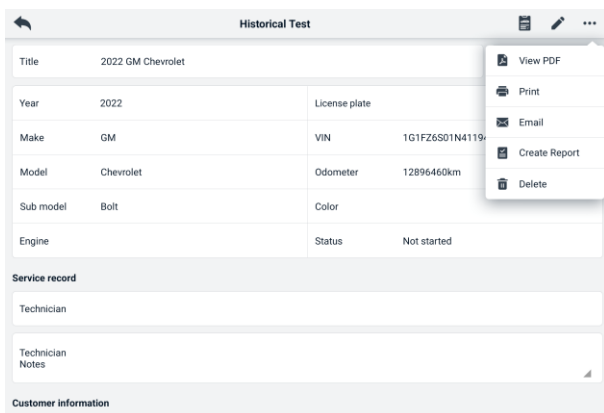 Historical Test
Title 2022 GM Chevrolet
View PDF
Print
Email
Create Report
Delete
Year 2022 License plate
Make GM VIN 1G1FZ6S01N4119
Model Chevrolet Odometer 12896460km
Sub model Bolt Color
Engine Status Not started
Service record
Technician
Technician
Notes
Customer information